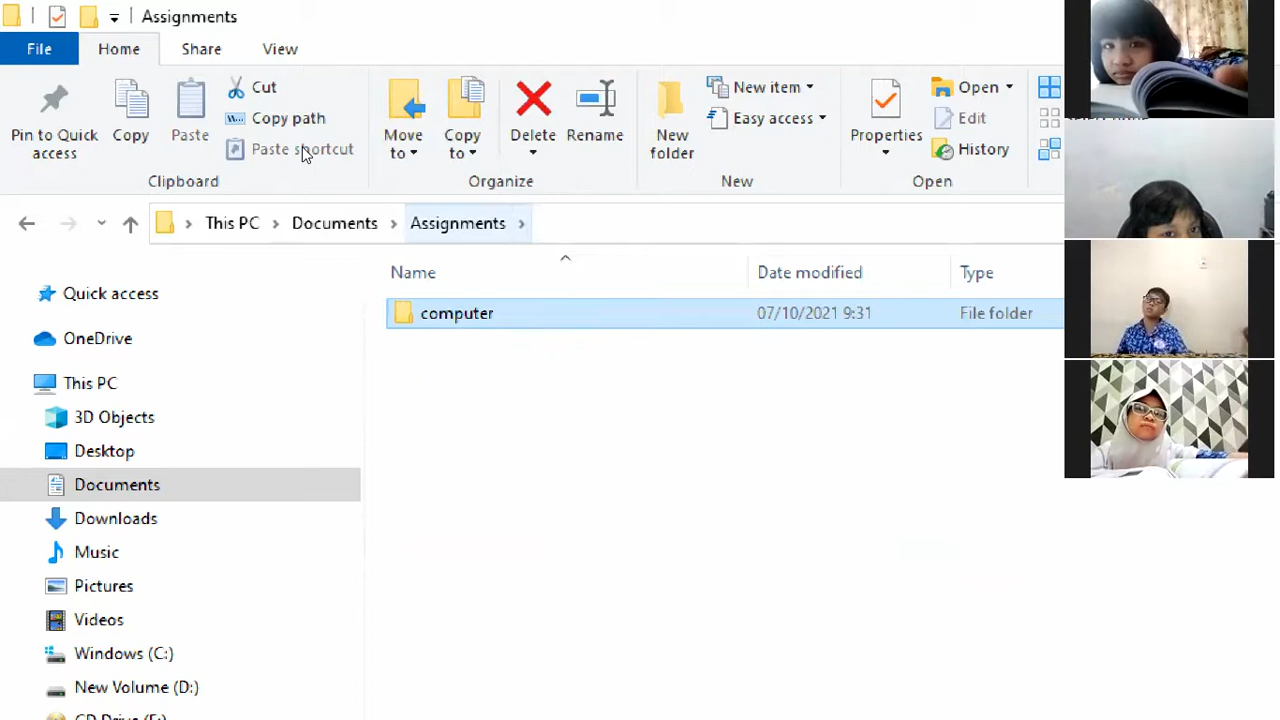 Assignments
File Home Share View
Pin to Quick access
Copy
Paste
Cut
Copy path
Paste shortcut
Clipboard
Move to
Copy to
Delete
Rename
Organize
New folder
New item
Easy access
New
Properties
Open
Edit
History
Open
This PC Documents Assignments
Name Date modified Type
computer 07/10/2021 9:31 File folder
Quick access
OneDrive
This PC
3D Objects
Desktop
Documents
Downloads
Music
Pictures
Videos
Windows (C:)
New Volume (D:)